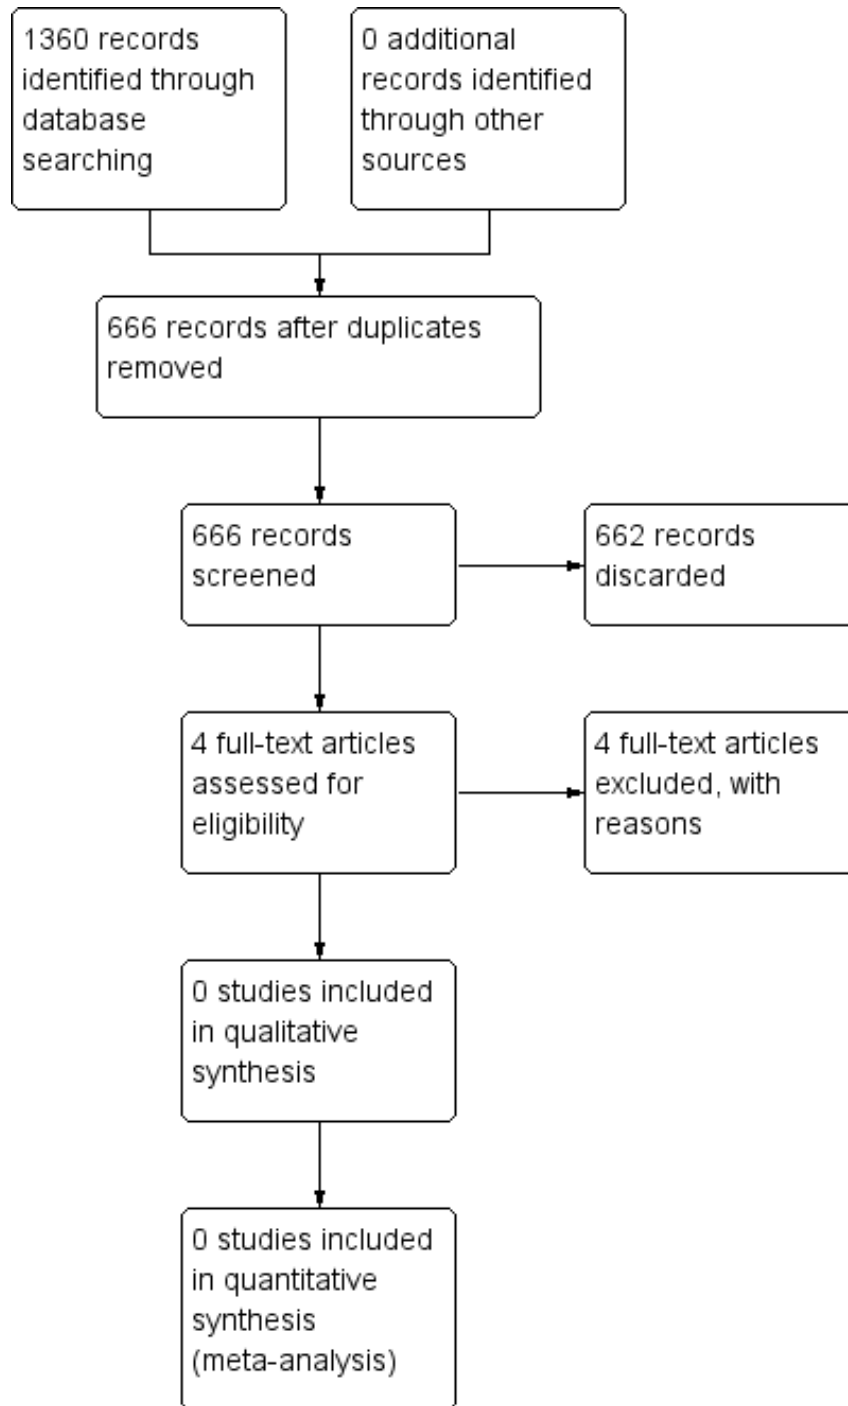 1360 records
identified through
database
searching
0 additional
records identified
through other
sources
666 records after duplicates
removed
666 records
screened
662 records
discarded
4 full-text articles
assessed for
eligibility
4 full-text articles
excluded, with
reasons
0 studies included
in qualitative
synthesis
0 studies included
in quantitative
synthesis
(meta-analysis)